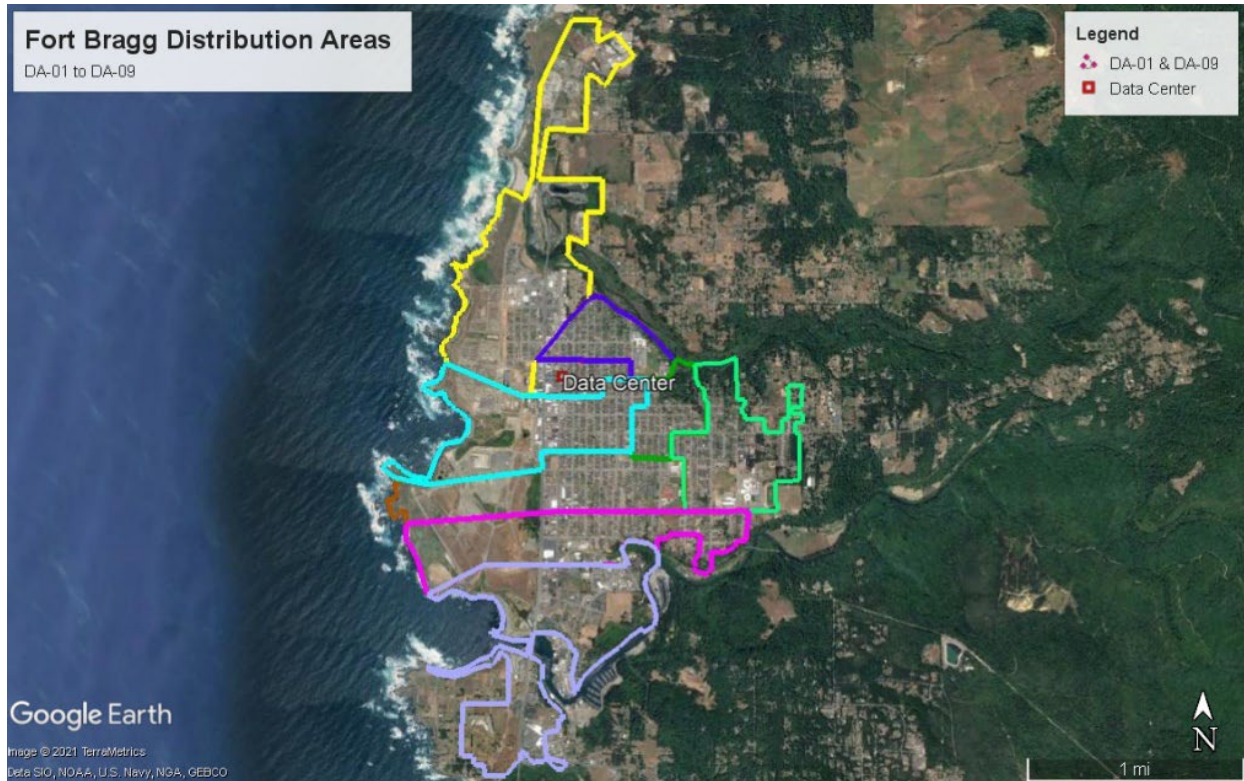 Fort Bragg Distribution Areas
DA-01 to DA-09
Legend
DA-01 & DA-09
Data Center
Data Center
Google Earth
Image © 2021 TerraMetrics
Data SIO, NOAA, U.S. Navy, NGA, GEBCO
N
1 mi